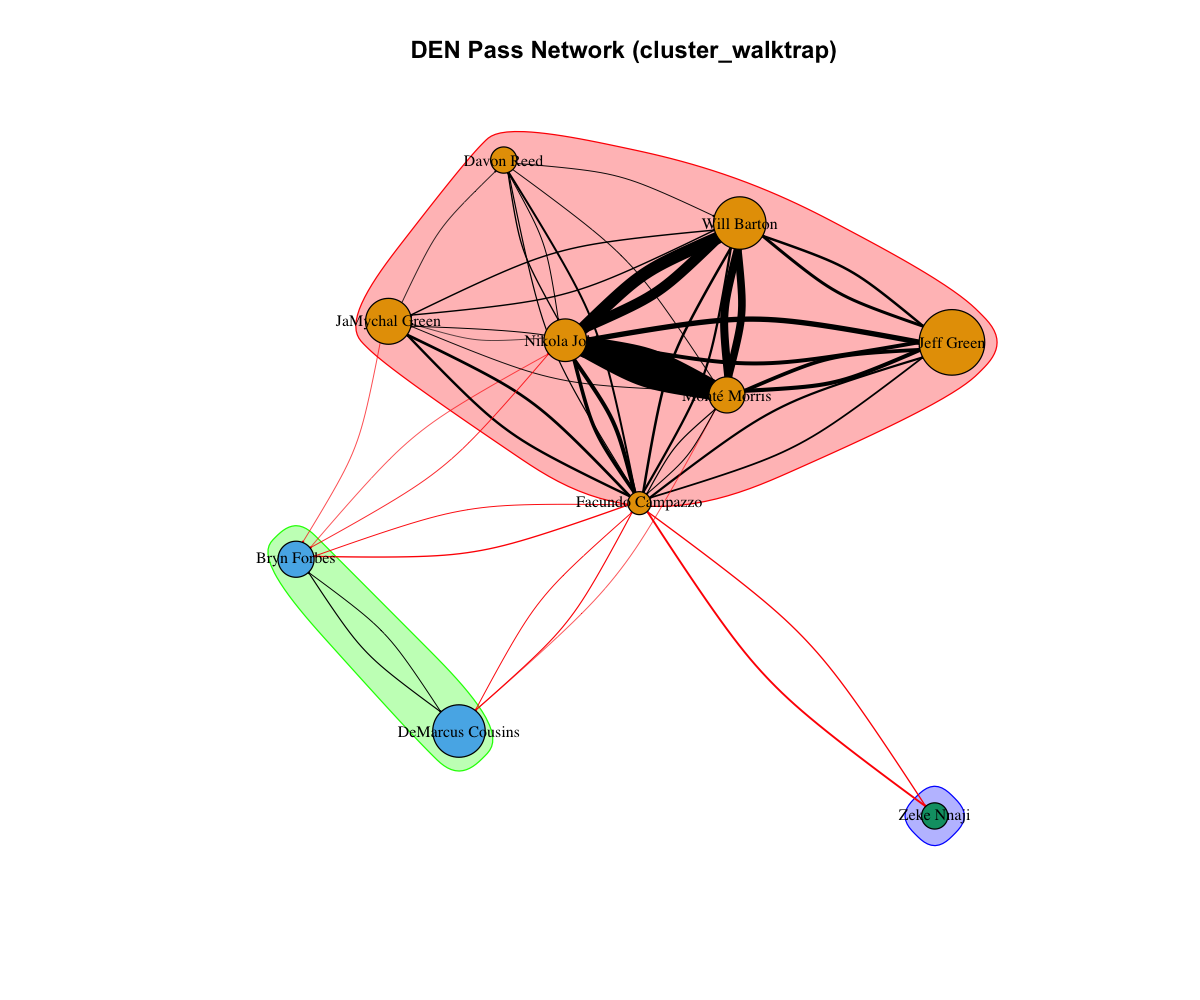 DEN Pass Network (cluster_walktrap)
Davon Reed
Will Barton
JaMychal Green
Nikola Jo
Jeff Green
Monté Morris
Facundo Campazzo
Bryn Forbes
DeMarcus Cousins
Zeke Nnaji